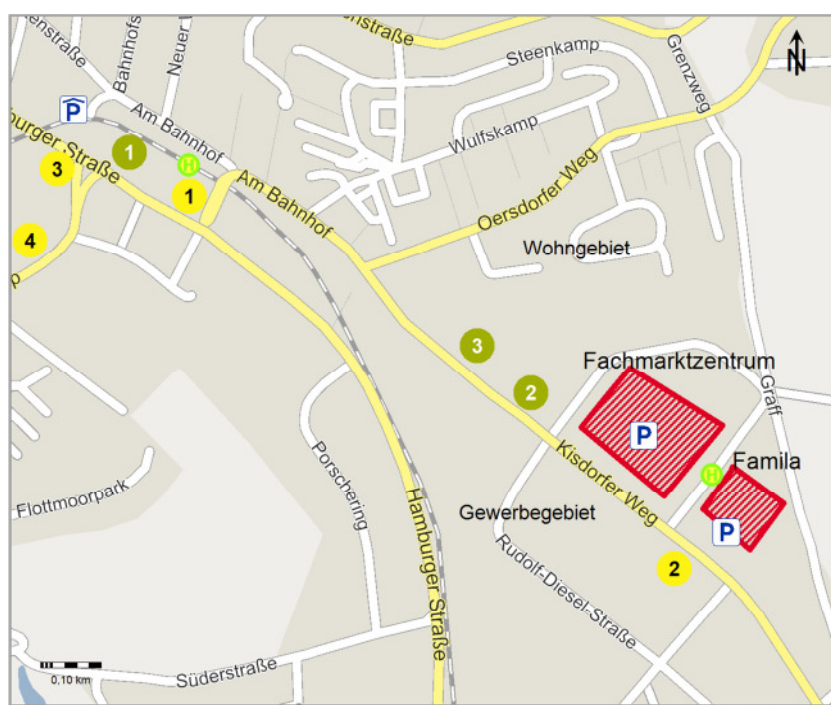 enstraße
Bahnhofs
Neuer W
enstraße
Steenkamp
Grenzweg
N
P
Am Bahnhof
burger Straße
1
H
Wulfskamp
3
1
Am Bahnhof
Oersdorfer Weg
4
p
Wohngebiet
3
Fachmarktzentrum
2
Graff
P
Kisdorfer Weg
H
Famila
Porschering
Flottmoorpark
Hamburger Straße
Gewerbegebiet
P
2
Rudolf-Diesel-Straße
Süderstraße
0,10 km